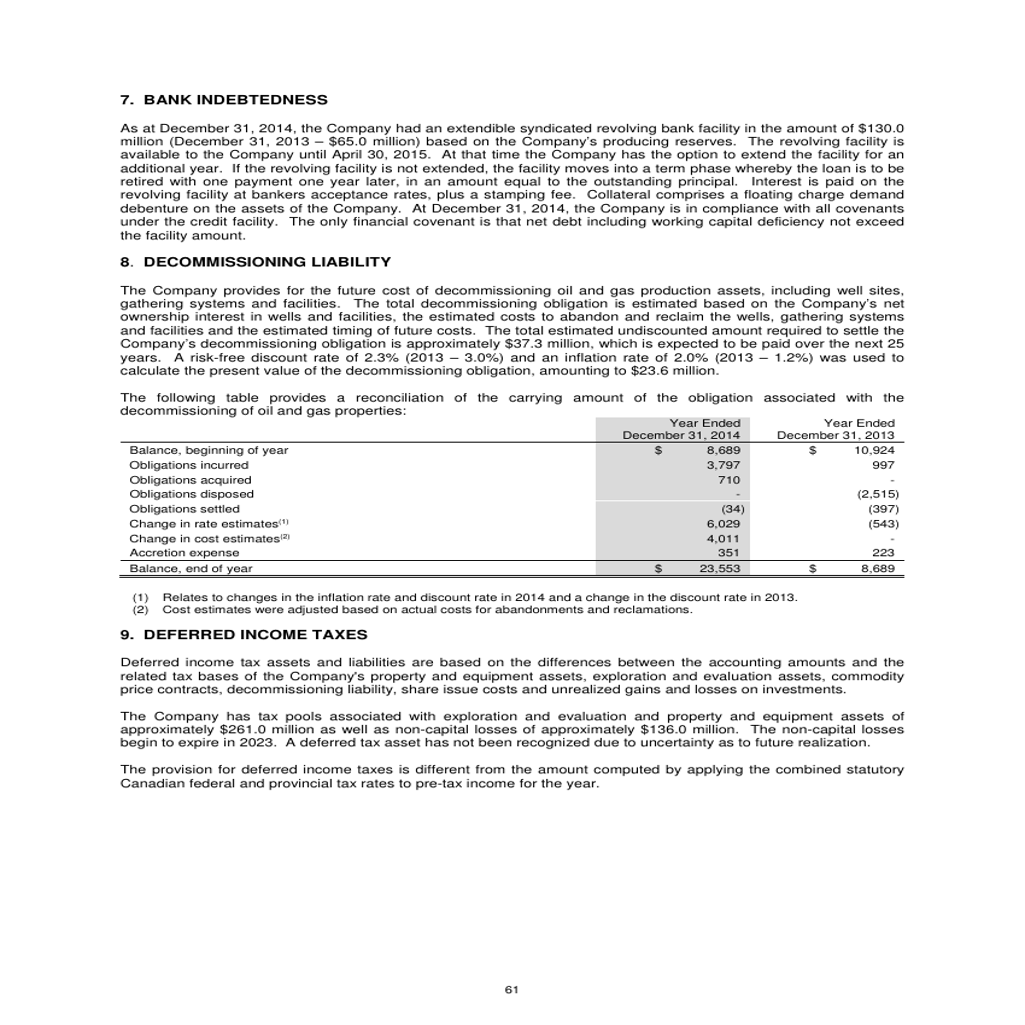 7. BANK INDEBTEDNESS
As at December 31, 2014, the Company had an extendible syndicated revolving bank facility in the amount of $130.0
million (December 31, 2013 – $65.0 million) based on the Company's producing reserves. The revolving facility is
available to the Company until April 30, 2015. At that time the Company has the option to extend the facility for an
additional year. If the revolving facility is not extended, the facility moves into a term phase whereby the loan is to be
retired with one payment one year later, in an amount equal to the outstanding principal. Interest is paid on the
revolving facility at bankers acceptance rates, plus a stamping fee. Collateral comprises a floating charge demand
debenture on the assets of the Company. At December 31, 2014, the Company is in compliance with all covenants
under the credit facility. The only financial covenant is that net debt including working capital deficiency not exceed
the facility amount.
8. DECOMMISSIONING LIABILITY
The Company provides for the future cost of decommissioning oil and gas production assets, including well sites,
gathering systems and facilities. The total decommissioning obligation is estimated based on the Company's net
ownership interest in wells and facilities, the estimated costs to abandon and reclaim the wells, gathering systems
and facilities and the estimated timing of future costs. The total estimated undiscounted amount required to settle the
Company's decommissioning obligation is approximately $37.3 million, which is expected to be paid over the next 25
years. A risk-free discount rate of 2.3% (2013 – 3.0%) and an inflation rate of 2.0% (2013 – 1.2%) was used to
calculate the present value of the decommissioning obligation, amounting to $23.6 million.
The following table provides a reconciliation of the carrying amount of the obligation associated with the
decommissioning of oil and gas properties:
Year Ended Year Ended
December 31, 2014 December 31, 2013
Balance, beginning of year $ 8,689 $ 10,924
Obligations incurred 3,797 997
Obligations acquired 710 -
Obligations disposed - (2,515)
Obligations settled (34) (397)
Change in rate estimates(1) 6,029 (543)
Change in cost estimates(2) 4,011 -
Accretion expense 351 223
Balance, end of year $ 23,553 $ 8,689
(1) Relates to changes in the inflation rate and discount rate in 2014 and a change in the discount rate in 2013.
(2) Cost estimates were adjusted based on actual costs for abandonments and reclamations.
9. DEFERRED INCOME TAXES
Deferred income tax assets and liabilities are based on the differences between the accounting amounts and the
related tax bases of the Company's property and equipment assets, exploration and evaluation assets, commodity
price contracts, decommissioning liability, share issue costs and unrealized gains and losses on investments.
The Company has tax pools associated with exploration and evaluation and property and equipment assets of
approximately $261.0 million as well as non-capital losses of approximately $136.0 million. The non-capital losses
begin to expire in 2023. A deferred tax asset has not been recognized due to uncertainty as to future realization.
The provision for deferred income taxes is different from the amount computed by applying the combined statutory
Canadian federal and provincial tax rates to pre-tax income for the year.
61